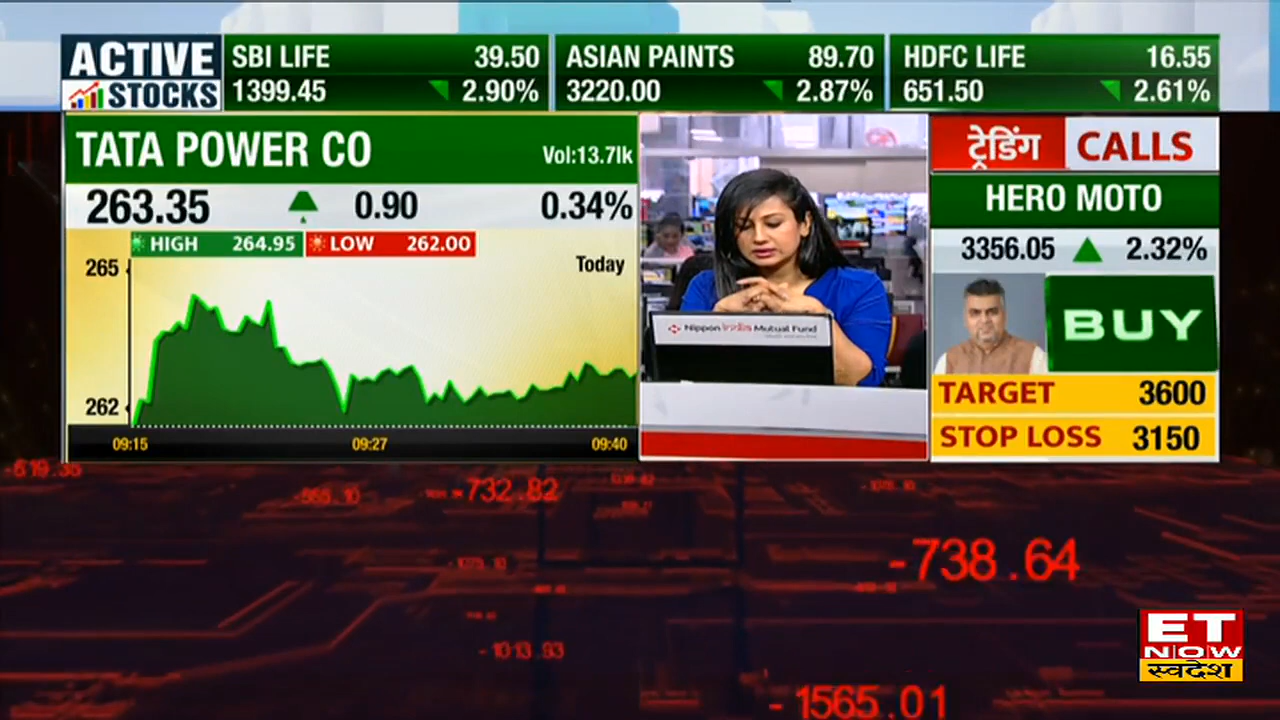 ACTIVE
STOCKS
SBI LIFE 39.50
1399.45 2.90%
ASIAN PAINTS 89.70
3220.00 2.87%
HDFC LIFE 16.55
651.50 2.61%
TATA POWER CO Vol:13.7lk
263.35 0.90 0.34%
HIGH 264.95 LOW 262.00
Today
265
262
09:15 09:27 09:40
Nippon India Mutual Fund
ट्रेडिंग CALLS
HERO MOTO
3356.05 2.32%
BUY
TARGET 3600
STOP LOSS 3150
-732.82
-738.64
-1013.93
-1565.01
ET
NOW
स्वदेश